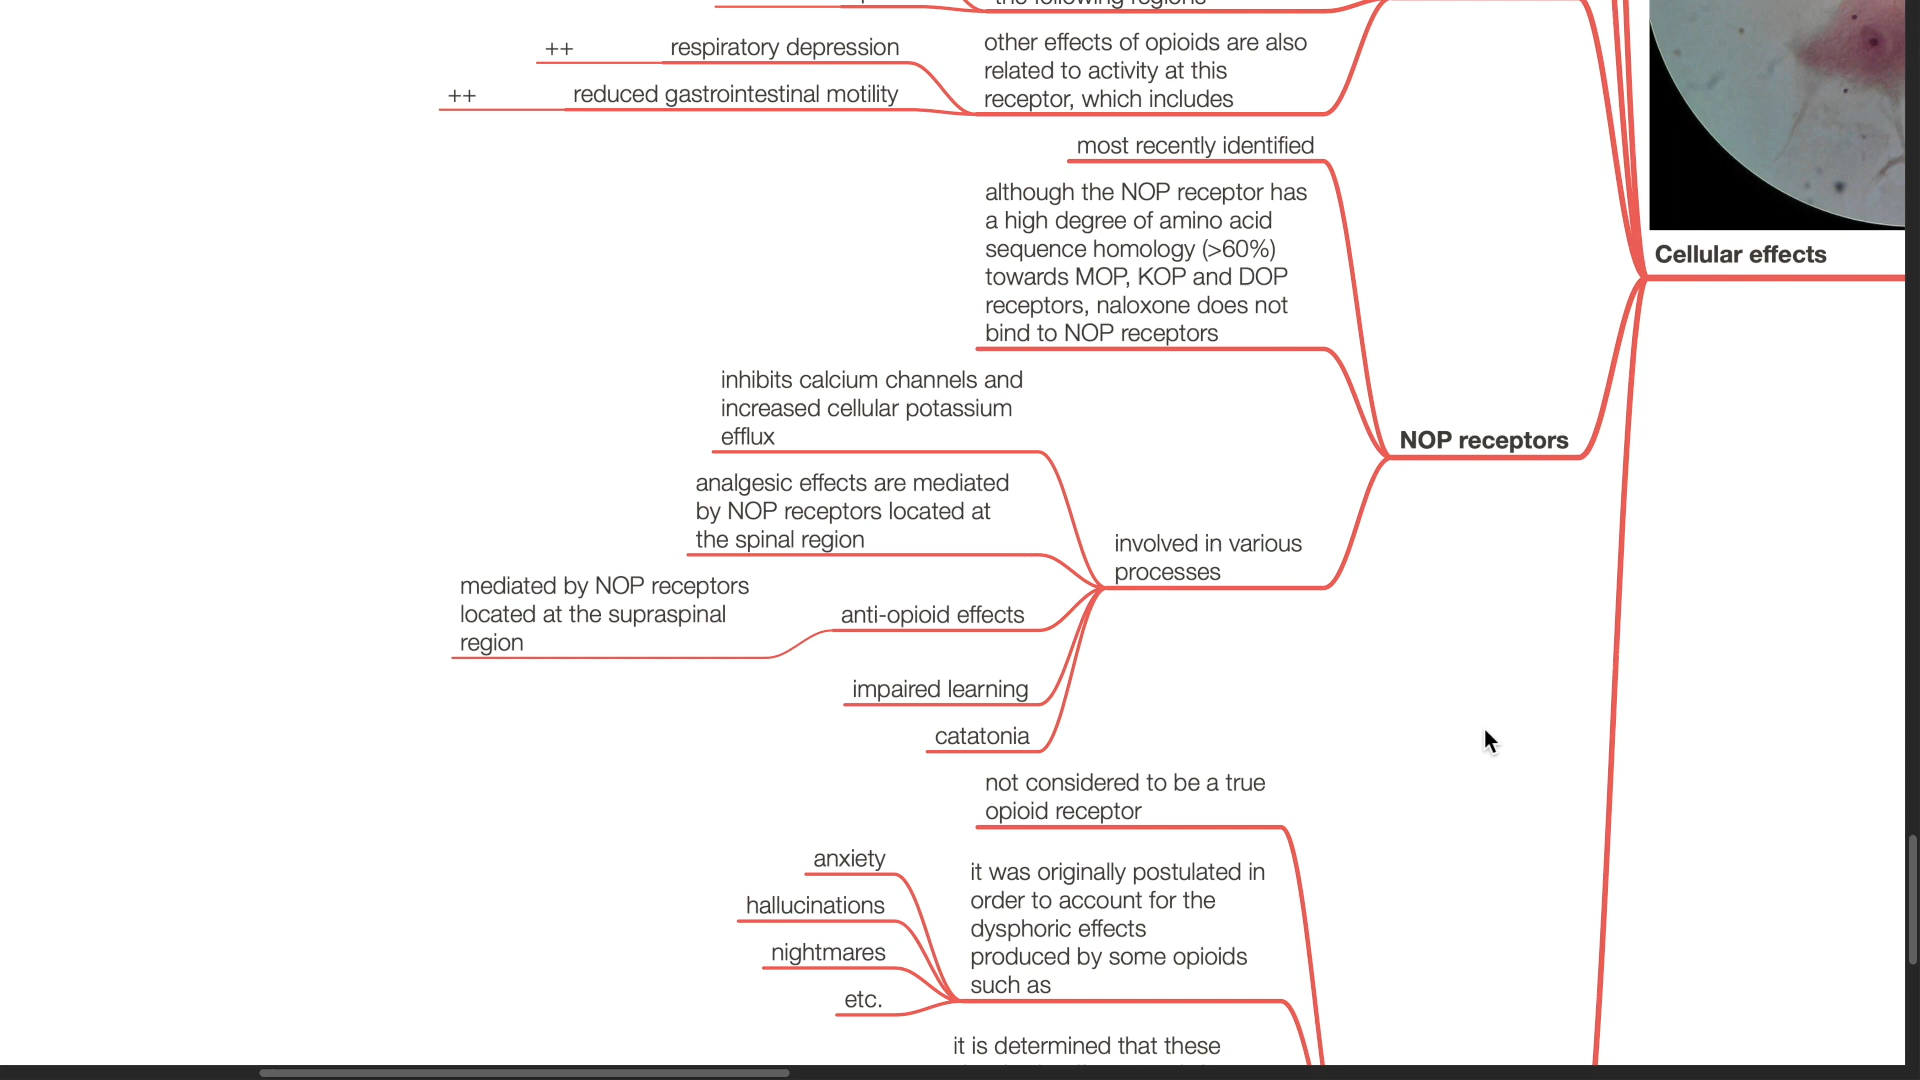 the following regions
++
respiratory depression
++
reduced gastrointestinal motility
other effects of opioids are also
related to activity at this
receptor, which includes
most recently identified
although the NOP receptor has
a high degree of amino acid
sequence homology (>60%)
towards MOP, KOP and DOP
receptors, naloxone does not
bind to NOP receptors
Cellular effects
NOP receptors
inhibits calcium channels and
increased cellular potassium
efflux
analgesic effects are mediated
by NOP receptors located at
the spinal region
involved in various
processes
mediated by NOP receptors
located at the supraspinal
region
anti-opioid effects
impaired learning
catatonia
not considered to be a true
opioid receptor
anxiety
hallucinations
nightmares
etc.
it was originally postulated in
order to account for the
dysphoric effects
produced by some opioids
such as
it is determined that these